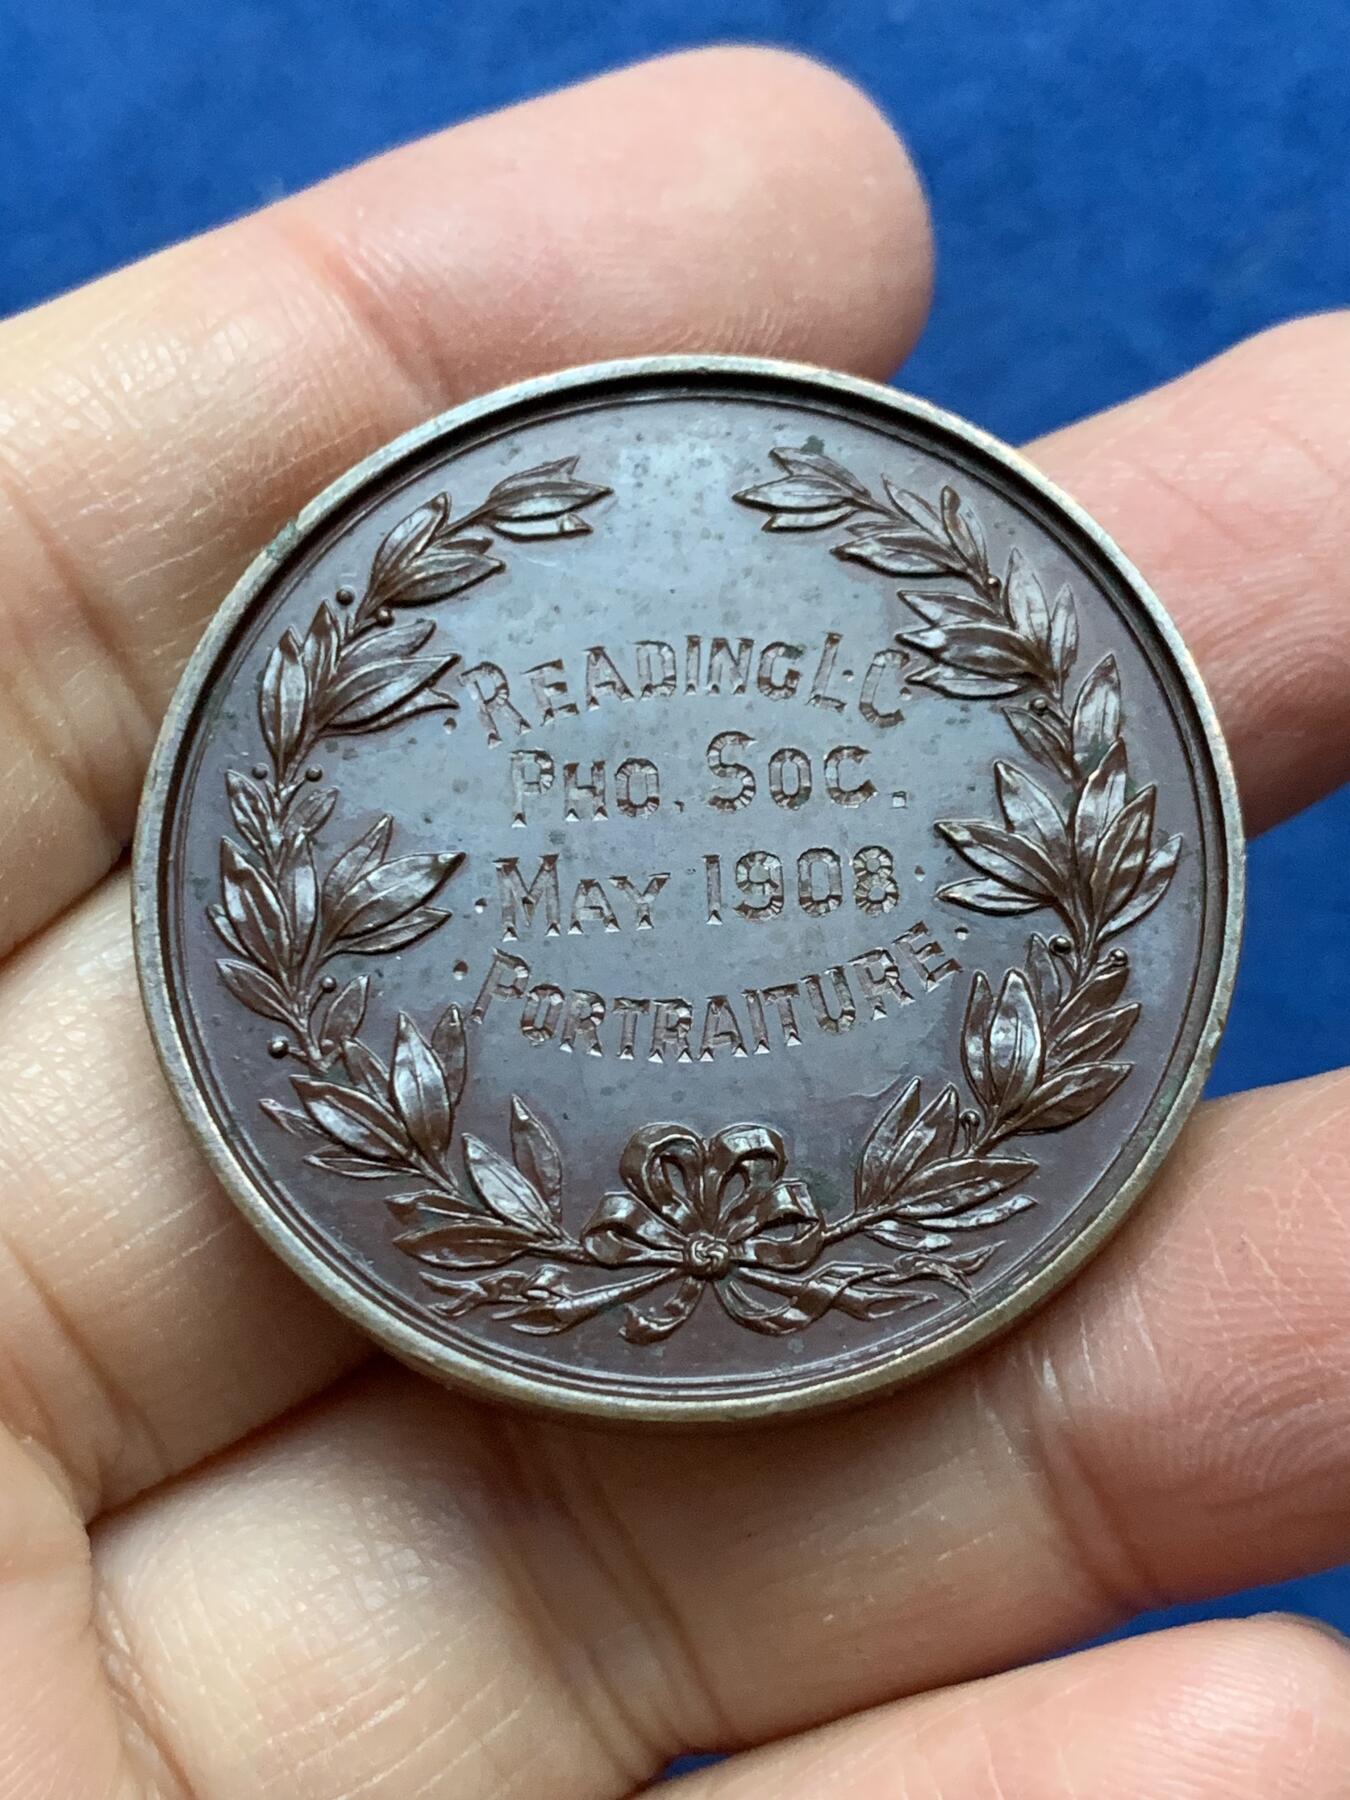 · READING L·C·
PHO. SOC.
· MAY 1908 ·
· PORTRAITURE ·